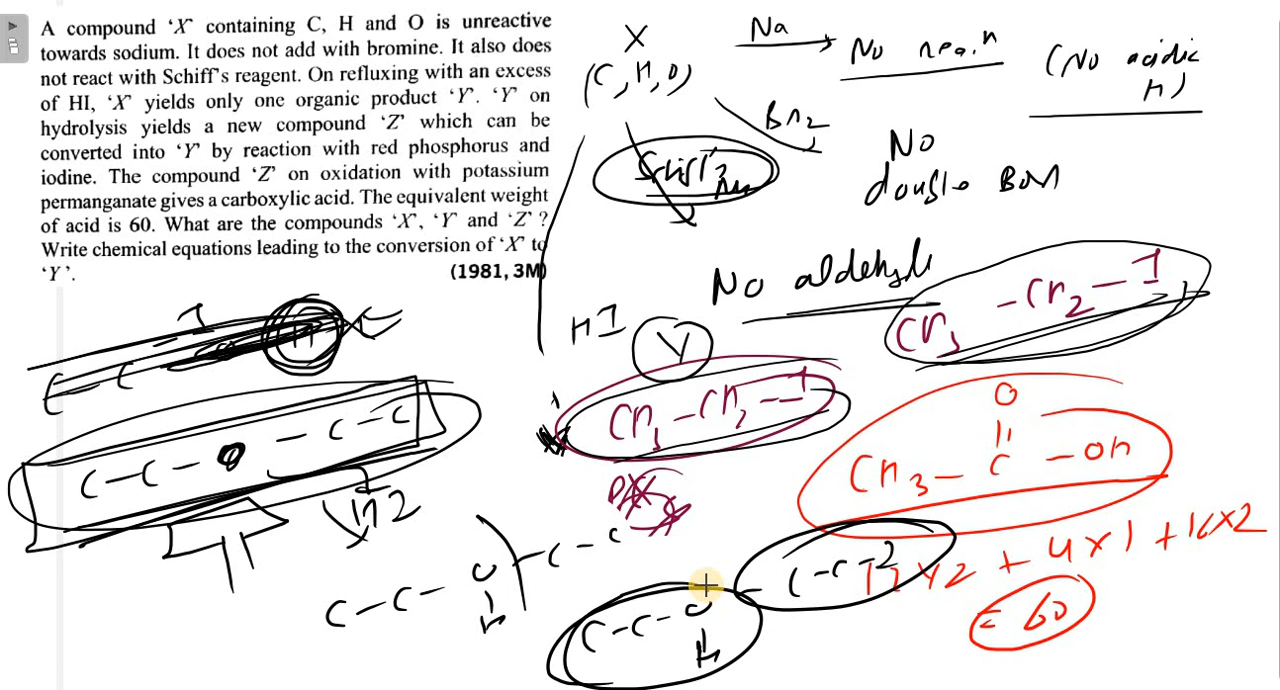 A compound ‘X’ containing C, H and O is unreactive
towards sodium. It does not add with bromine. It also does
not react with Schiff’s reagent. On refluxing with an excess
of HI, ‘X’ yields only one organic product ‘Y’. ‘Y’ on
hydrolysis yields a new compound ‘Z’ which can be
converted into ‘Y’ by reaction with red phosphorus and
iodine. The compound ‘Z’ on oxidation with potassium
permanganate gives a carboxylic acid. The equivalent weight
of acid is 60. What are the compounds ‘X’, ‘Y’ and ‘Z’ ?
Write chemical equations leading to the conversion of ‘X’ to
‘Y’.
(1981, 3M)
X
Na
No reac.n
(No acidic
H)
(C, H, O)
Br2
No
double
Schiff's
No aldehyde
CH3 - CH2 - I
HI
Y
CH3 - CH2 - I
O
CH3 - C - OH
C - C - O - C - C
12 x 2 + 4 x 1 + 16 x 2
= 60
C - C - O
H
C - C
C - C - O
H
C - C - I